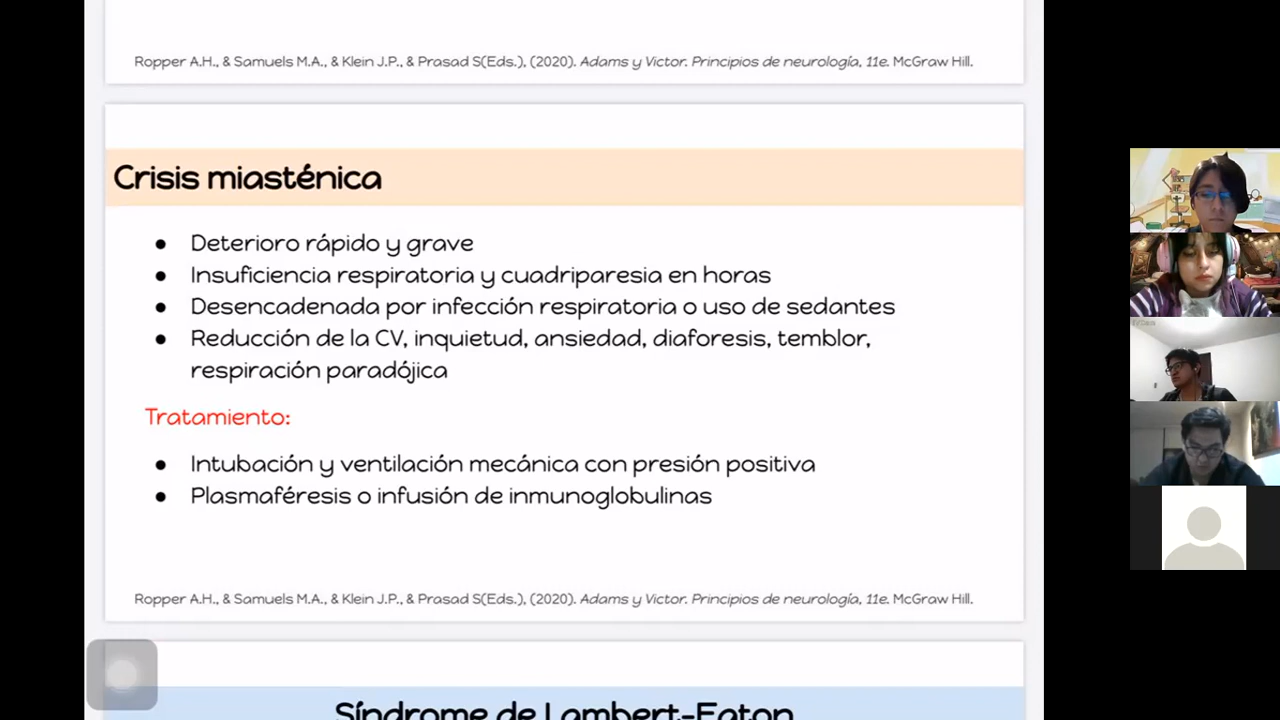 Ropper A.H., & Samuels M.A., & Klein J.P., & Prasad S(Eds.), (2020). Adams y Victor. Principios de neurología, 11e. McGraw Hill.
Crisis miasténica
● Deterioro rápido y grave
● Insuficiencia respiratoria y cuadriparesia en horas
● Desencadenada por infección respiratoria o uso de sedantes
● Reducción de la CV, inquietud, ansiedad, diaforesis, temblor,
respiración paradójica
Tratamiento:
● Intubación y ventilación mecánica con presión positiva
● Plasmaféresis o infusión de inmunoglobulinas
Ropper A.H., & Samuels M.A., & Klein J.P., & Prasad S(Eds.), (2020). Adams y Victor. Principios de neurología, 11e. McGraw Hill.
Síndrome de Lambert-Eaton